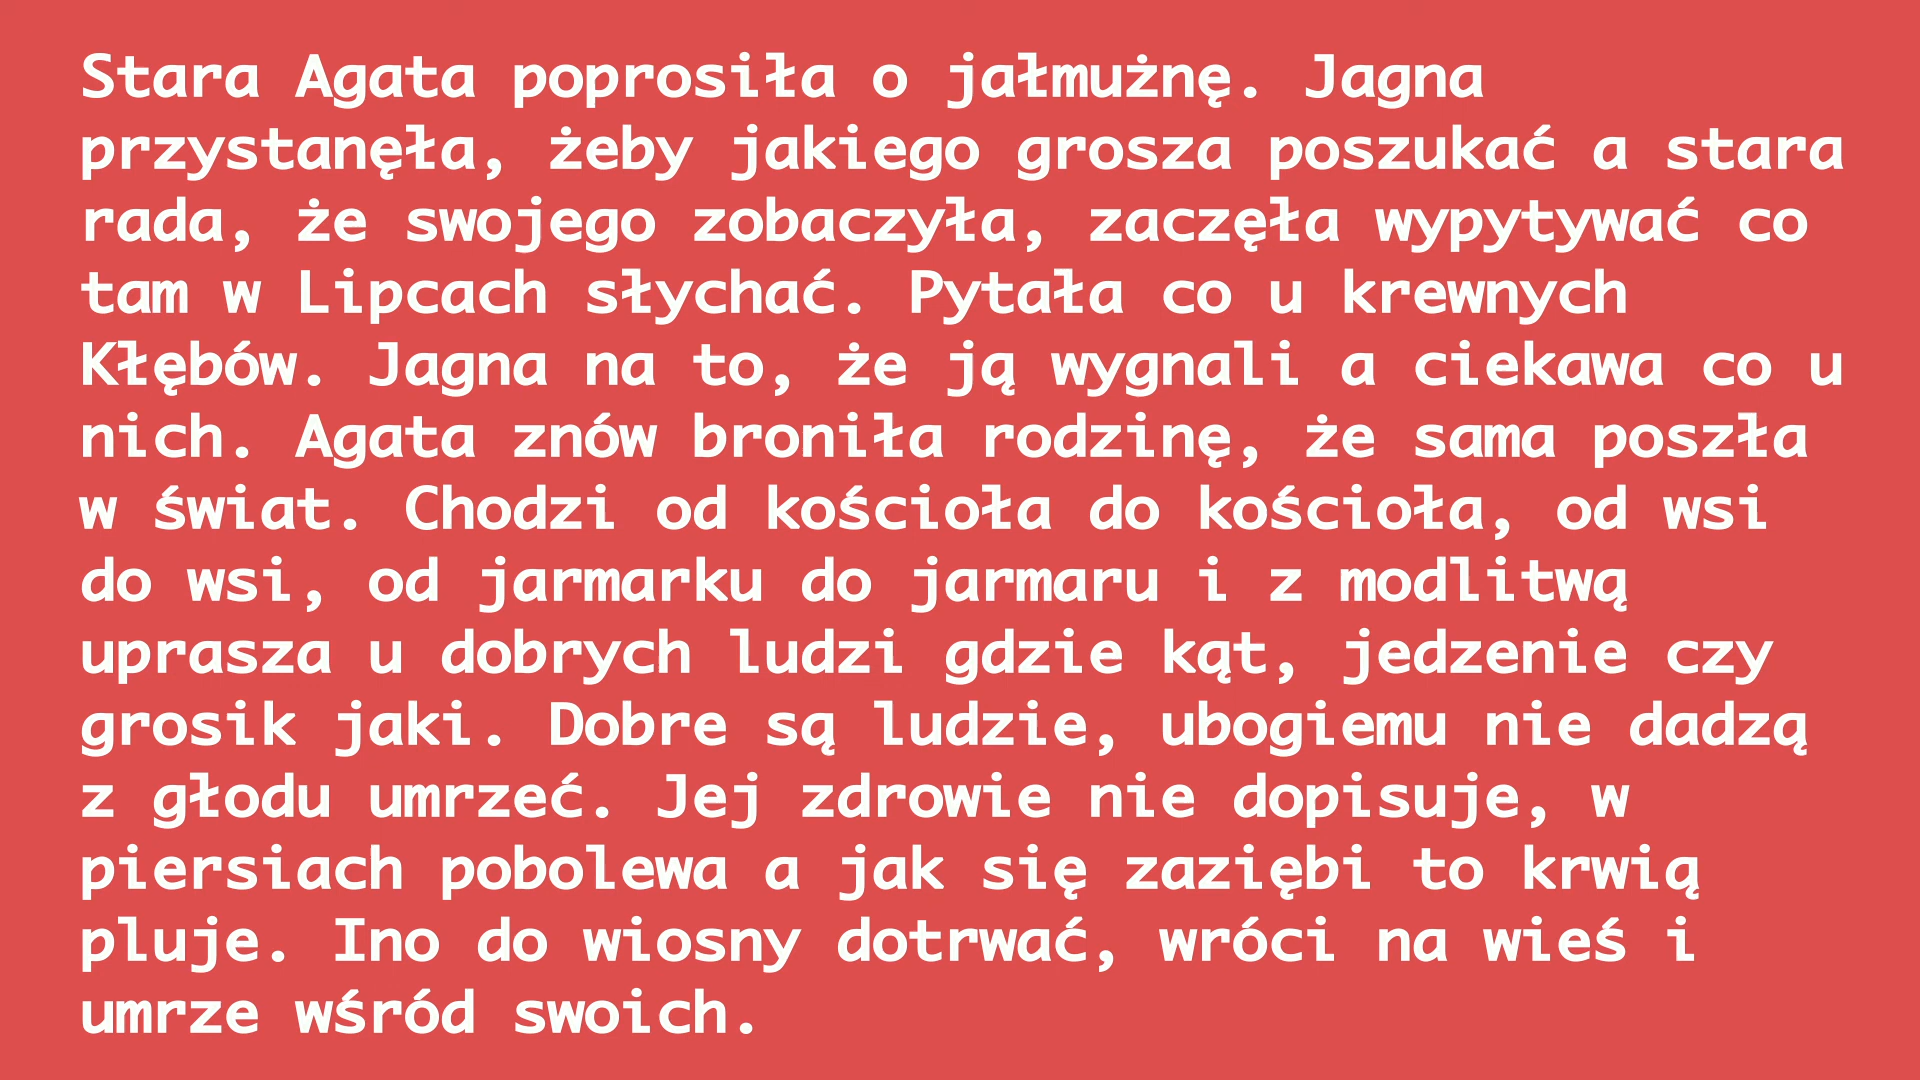 Stara Agata poprosiła o jałmużnę. Jagna
przystanęła, żeby jakiego grosza poszukać a stara
rada, że swojego zobaczyła, zaczęła wypytywać co
tam w Lipcach słychać. Pytała co u krewnych
Kłębów. Jagna na to, że ją wygnali a ciekawa co u
nich. Agata znów broniła rodzinę, że sama poszła
w świat. Chodzi od kościoła do kościoła, od wsi
do wsi, od jarmarku do jarmaru i z modlitwą
uprasza u dobrych ludzi gdzie kąt, jedzenie czy
grosik jaki. Dobre są ludzie, ubogiemu nie dadzą
z głodu umrzeć. Jej zdrowie nie dopisuje, w
piersiach pobolewa a jak się zaziębi to krwią
pluje. Ino do wiosny dotrwać, wróci na wieś i
umrze wśród swoich.